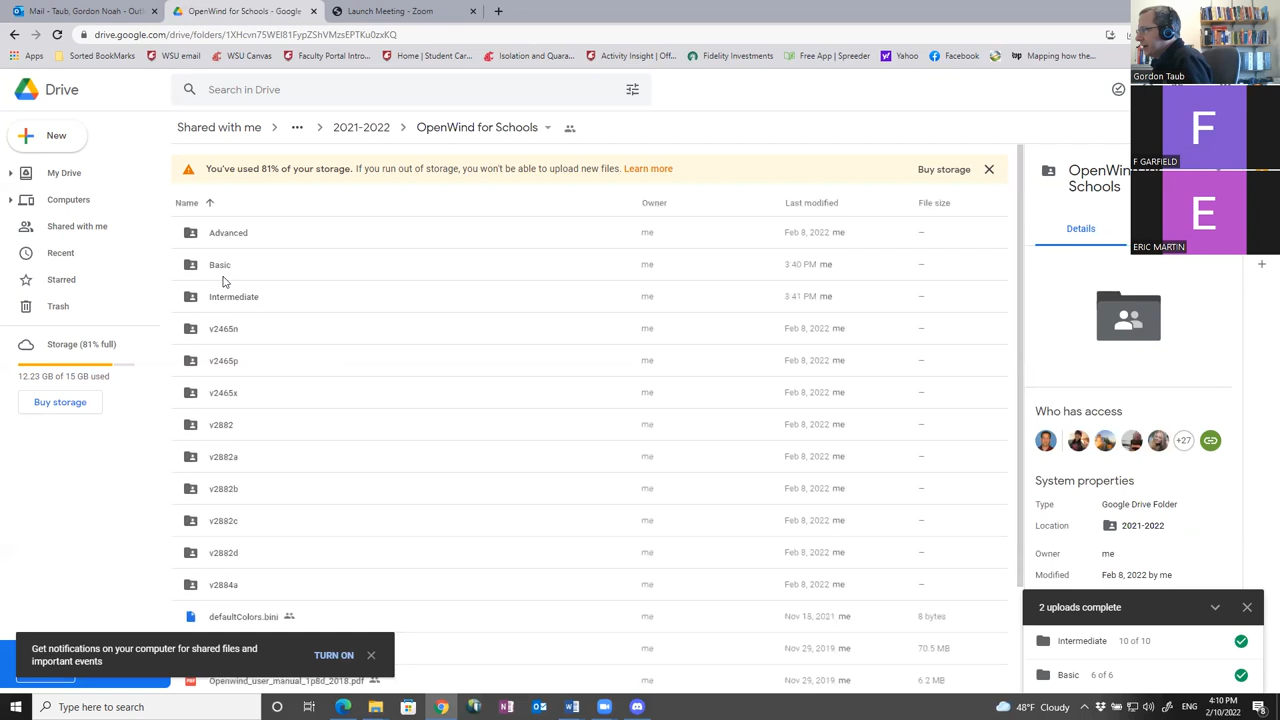 Mail - Taub, Gordon Noah - Outl
OpenWind for Schools - Google
Launch Meeting - Zoom
drive.google.com/drive/folders/1XHcvn75WEl81FypZShVMzsEPTKu0zxKQ
Apps
Sorted BookMarks
WSU email
WSU Canvas
Faculty Portal Intro...
Home | Student Car...
Isolation and Quara...
Activity Insight | Of...
Fidelity Investments
Free App | Speeder
Yahoo
Facebook
Mapping How...
Gordon Taub
Drive
Search in Drive
Shared with me
2021-2022
OpenWind for Schools
New
F GARFIELD
You've used 81% of your storage. If you run out of storage, you won't be able to upload new files. Learn more
Buy storage
My Drive
Computers
Shared with me
Recent
Starred
Trash
Storage (81% full)
12.23 GB of 15 GB used
Buy storage
Name
Owner
Last modified
File size
Advanced
me
Feb 8, 2022 me
–
Basic
me
3:40 PM me
–
Intermediate
me
3:41 PM me
–
v2465n
me
Feb 8, 2022 me
–
v2465p
me
Feb 8, 2022 me
–
v2465x
me
Feb 8, 2022 me
–
v2882
me
Feb 8, 2022 me
–
v2882a
me
Feb 8, 2022 me
–
v2882b
me
Feb 8, 2022 me
–
v2882c
me
Feb 8, 2022 me
–
v2882d
me
Feb 8, 2022 me
–
v2884a
me
Feb 8, 2022 me
–
defaultColors.bini
me
Nov 15, 2021 me
8 bytes
me
Nov 29, 2019 me
70.5 MB
Openwind_user_manual_1p8d_2018.pdf
me
Nov 29, 2019 me
6.2 MB
OpenWind
Schools
F
E
ERIC MARTIN
Details
Who has access
+27
System properties
Type
Google Drive Folder
Location
2021-2022
Owner
me
Modified
Feb 8, 2022 by me
2 uploads complete
Intermediate
10 of 10
Basic
6 of 6
Get notifications on your computer for shared files and
important events
TURN ON
Type here to search
48°F Cloudy
ENG
4:10 PM
2/10/2022